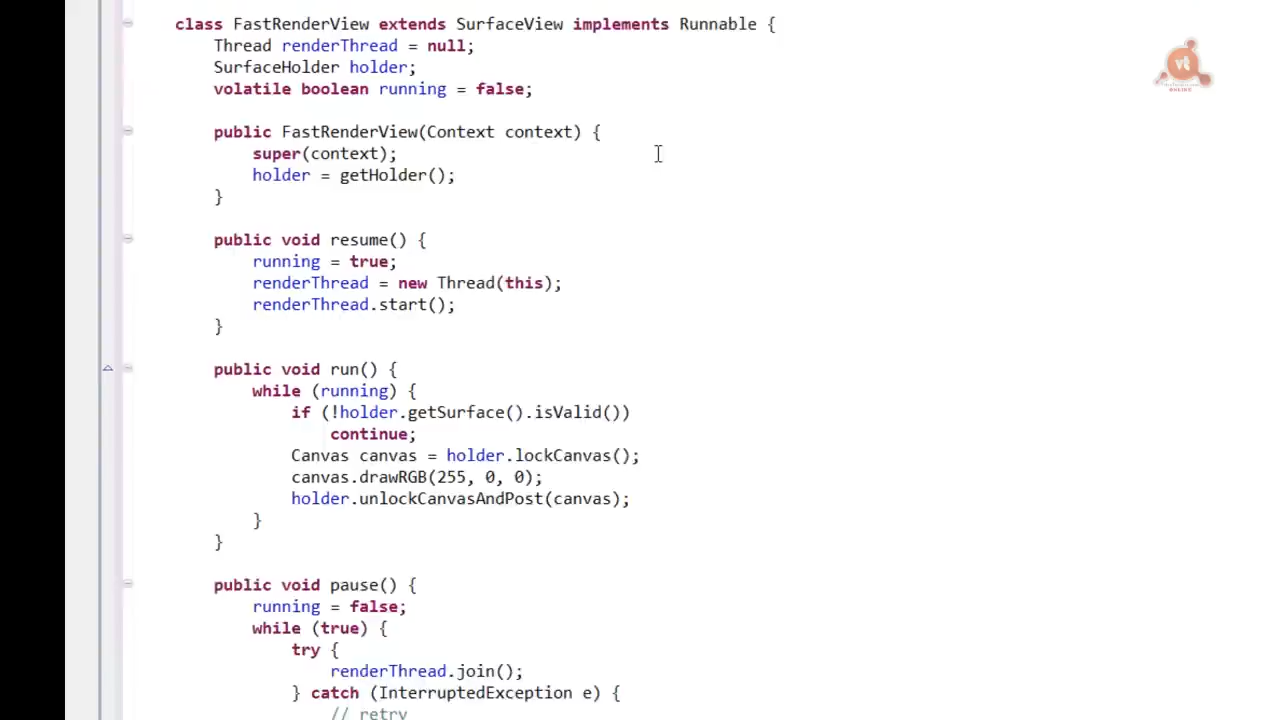 class FastRenderView extends SurfaceView implements Runnable {
Thread renderThread = null;
SurfaceHolder holder;
volatile boolean running = false;
public FastRenderView(Context context) {
super(context);
holder = getHolder();
}
public void resume() {
running = true;
renderThread = new Thread(this);
renderThread.start();
}
public void run() {
while (running) {
if (!holder.getSurface().isValid())
continue;
Canvas canvas = holder.lockCanvas();
canvas.drawRGB(255, 0, 0);
holder.unlockCanvasAndPost(canvas);
}
}
public void pause() {
running = false;
while (true) {
try {
renderThread.join();
} catch (InterruptedException e) {
// retry
vt
ONLINE